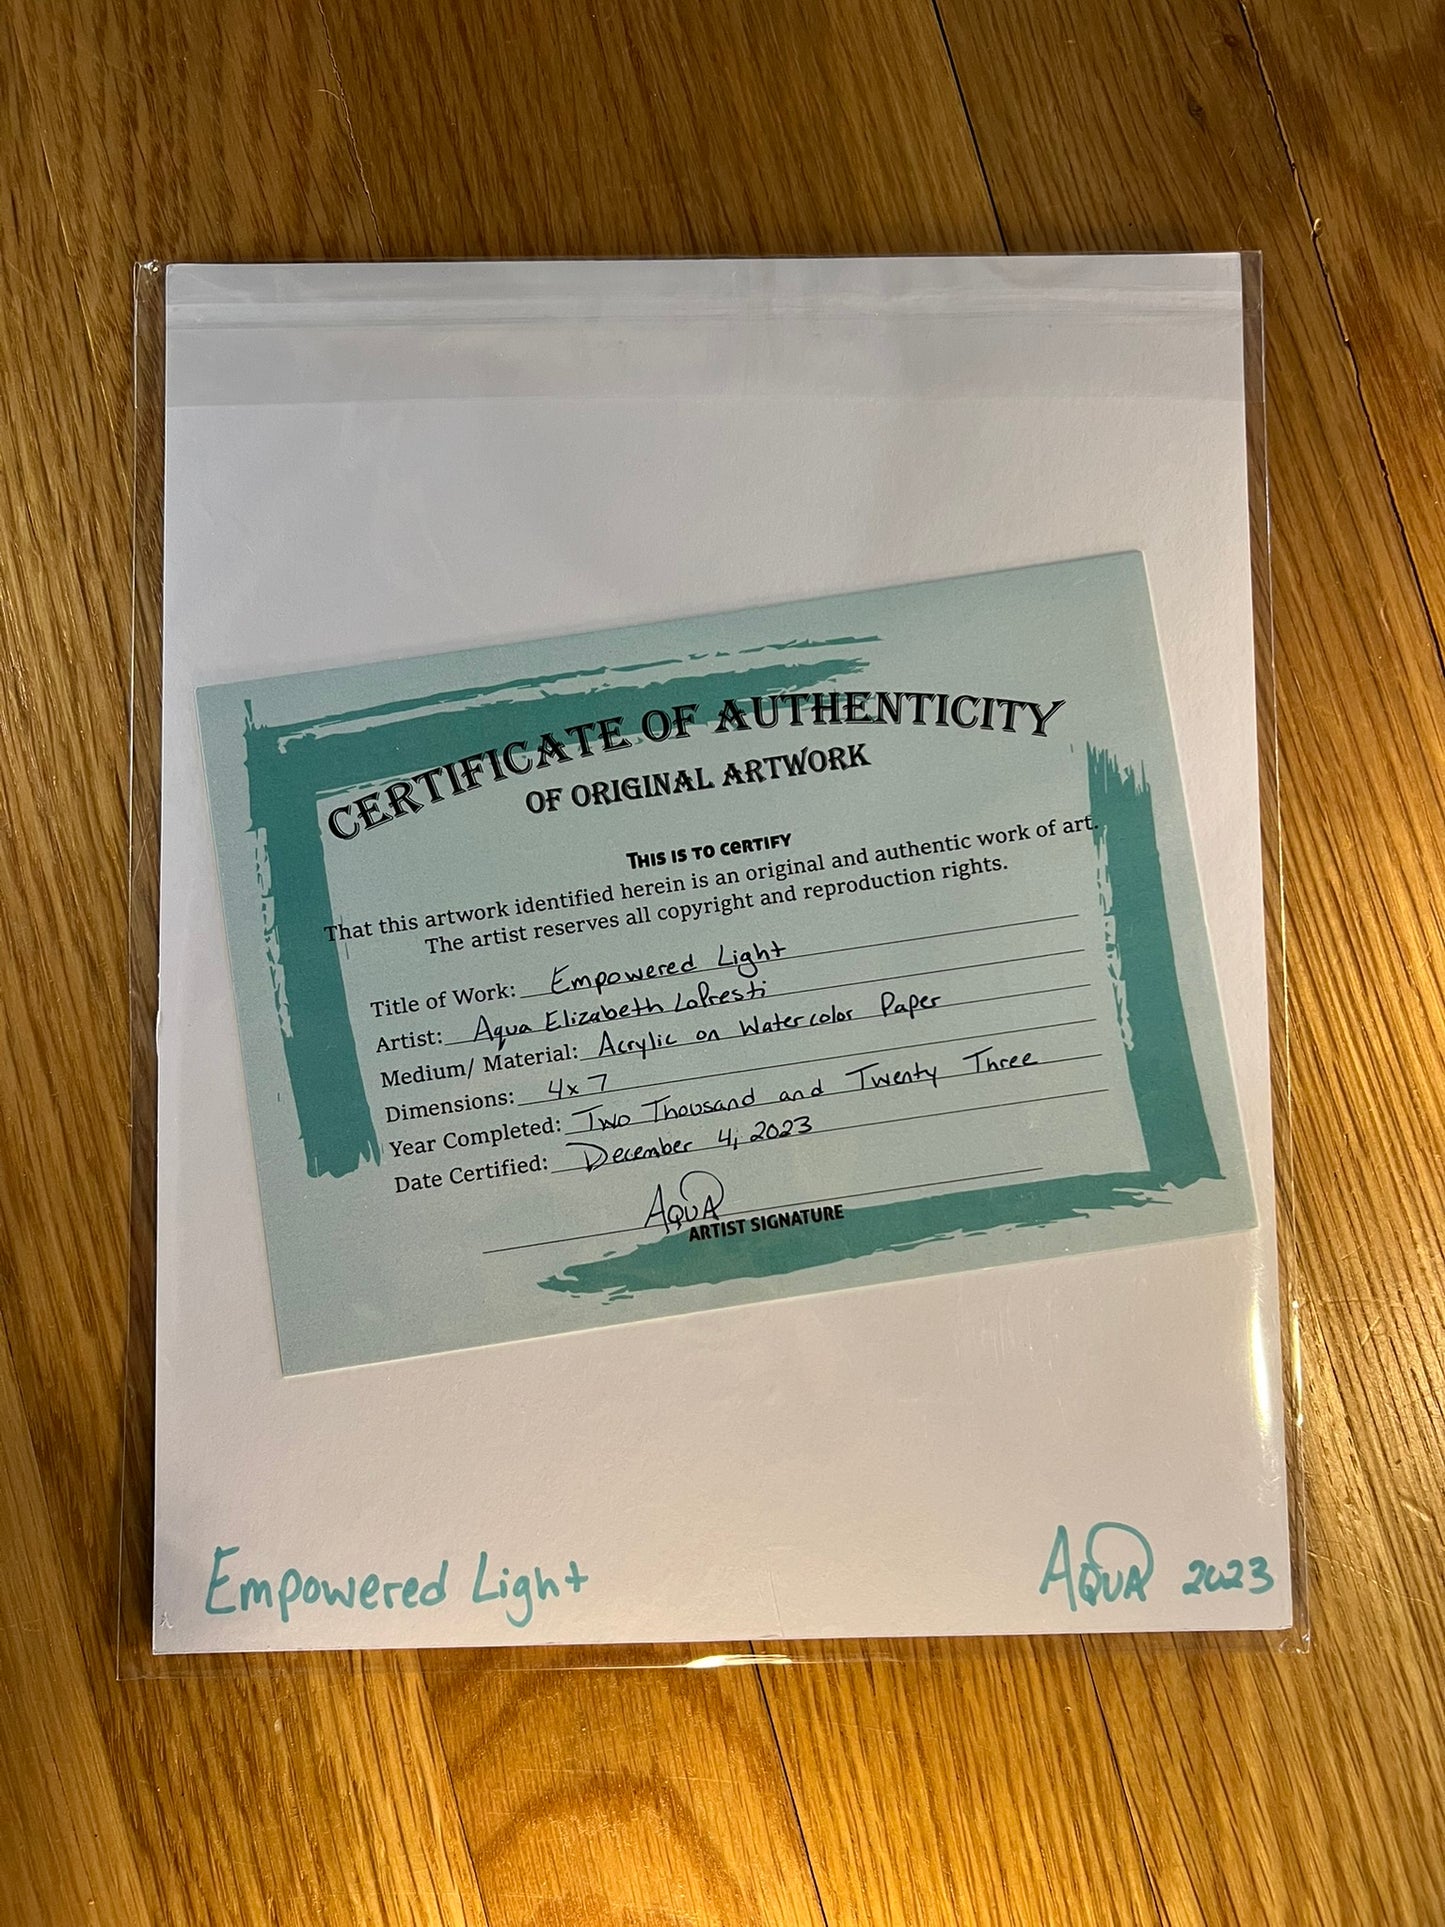 CERTIFICATE OF AUTHENTICITY
OF ORIGINAL ARTWORK
THIS IS TO CERTIFY
That this artwork identified herein is an original and authentic work of art.
The artist reserves all copyright and reproduction rights.
Title of Work: Empowered Light
Artist: Aqua Elizabeth LoPresti
Medium/ Material: Acrylic on Watercolor Paper
Dimensions: 4x7
Year Completed: Two Thousand and Twenty Three
Date Certified: December 4, 2023
AQUA
ARTIST SIGNATURE
Empowered Light AQUA 2023